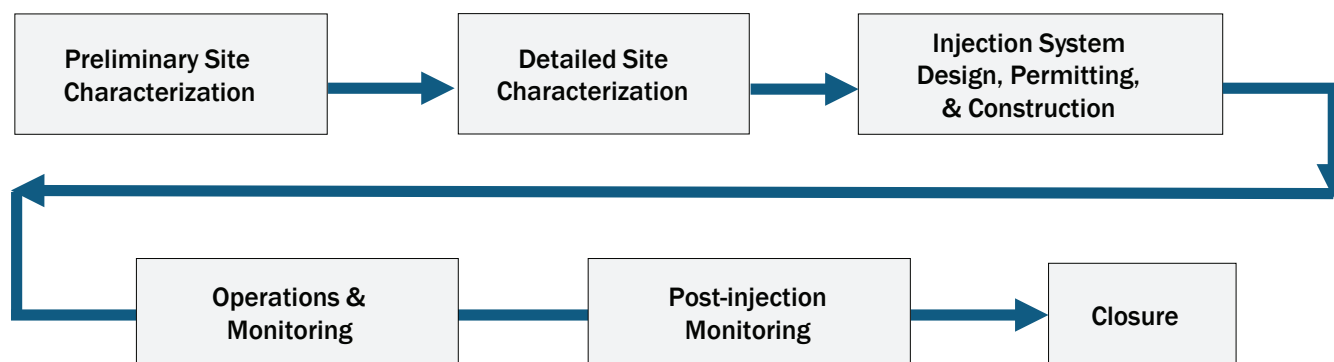 Preliminary Site
Characterization
Detailed Site
Characterization
Injection System
Design, Permitting,
& Construction
Operations &
Monitoring
Post-injection
Monitoring
Closure